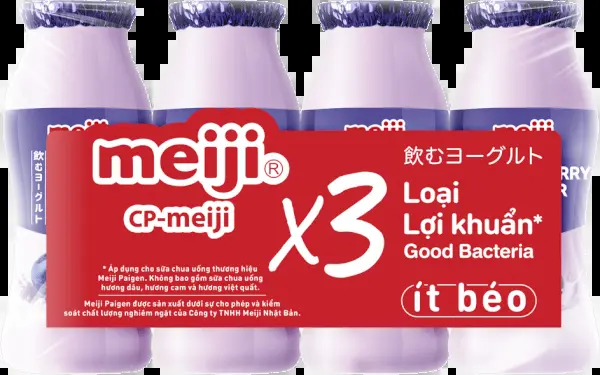 meiji
meiji
meiji
meiji
meiji®
CP-meiji
x3
飲むヨーグルト
Loại
Lợi khuẩn*
Good Bacteria
ít béo
* Áp dụng cho sữa chua uống thương hiệu
Meiji Paigen. Không bao gồm sữa chua uống
hương dâu, hương cam và hương việt quất.
Meiji Paigen được sản xuất dưới sự cho phép và kiểm
soát chất lượng nghiêm ngặt của Công ty TNHH Meiji Nhật Bản.
飲むヨーグルト